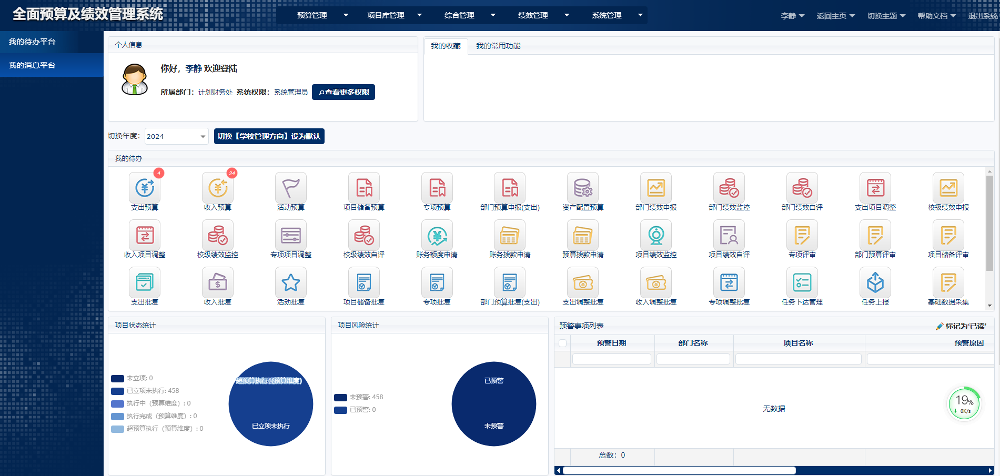 全面预算及绩效管理系统
预算管理 项目库管理 综合管理 绩效管理 系统管理
李静 返回主页 切换主题 帮助文档 退出系统
我的待办平台
我的消息平台
个人信息
你好，李静 欢迎登陆
所属部门：计划财务处 系统权限：系统管理员 查看更多权限
我的收藏 我的常用功能
切换年度： 2024 切换【学校管理方向】设为默认
我的待办
4 24
支出预算 收入预算 活动预算 项目储备预算 专项预算 部门预算申报(支出) 资产配置预算 部门绩效申报 部门绩效监控 部门绩效自评 支出项目调整 校级绩效申报
收入项目调整 校级绩效监控 专项项目调整 校级绩效自评 账务额度申请 账务拨款申请 预算拨款申请 项目绩效监控 项目绩效自评 专项评审 部门预算评审 项目储备评审
支出批复 收入批复 活动批复 项目储备批复 专项批复 部门预算批复(支出) 支出调整批复 收入调整批复 专项调整批复 任务下达管理 任务上报 基础数据采集
项目状态统计
未立项: 0
已立项未执行: 458
执行中（预算维度）: 0
执行完成（预算维度）: 0
超预算执行（预算维度）: 0
超预算执行（预算维度）
已立项未执行
项目风险统计
未预警: 458
已预警: 0
已预警
未预警
预警事项列表 标记为'已读'
预警日期 部门名称 项目名称 预警原因
无数据
19%
0K/s
总数：0